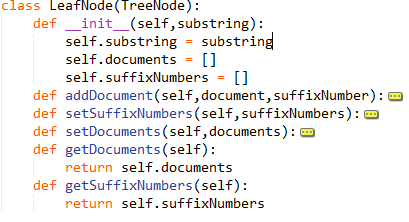 class LeafNode(TreeNode):
    def __init__(self,substring):
        self.substring = substring
        self.documents = []
        self.suffixNumbers = []
    def addDocument(self,document,suffixNumber):
    def setSuffixNumbers(self,suffixNumbers):
    def setDocuments(self,documents):
    def getDocuments(self):
        return self.documents
    def getSuffixNumbers(self):
        return self.suffixNumbers